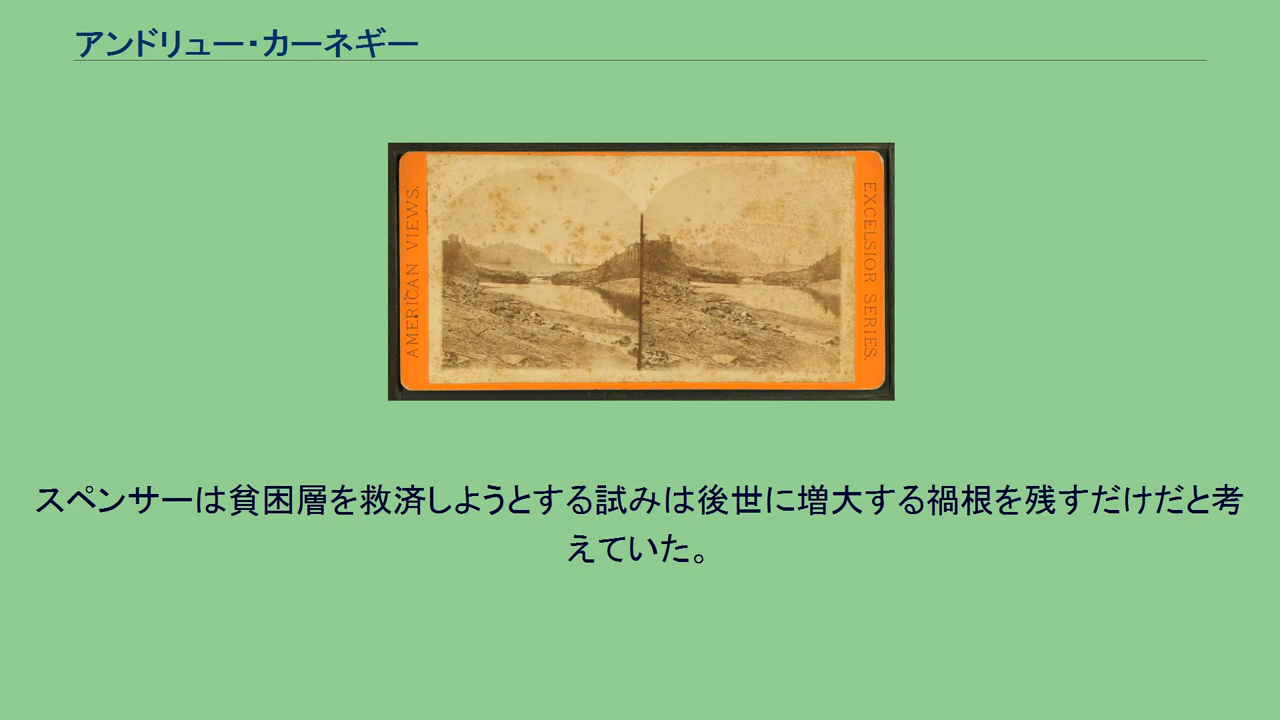 アンドリュー・カーネギー
AMERICAN VIEWS.
EXCELSIOR SERIES.
スペンサーは貧困層を救済しようとする試みは後世に増大する禍根を残すだけだと考
えていた。